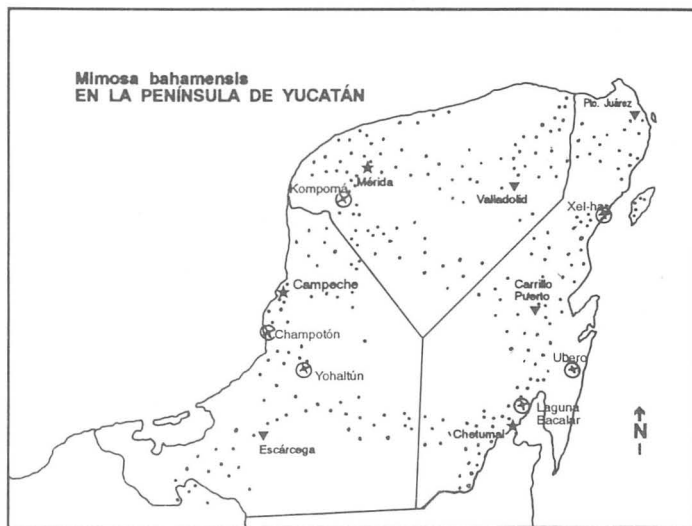 Mimosa bahamensis
EN LA PENÍNSULA DE YUCATÁN
Pto. Juárez
Mérida
Kompomá
Valladolid
Xel-ha
Campeche
Carrillo
Puerto
Champotón
Yohaltún
Ubero
Laguna
Bacalar
Chetumal
Escárcega
N